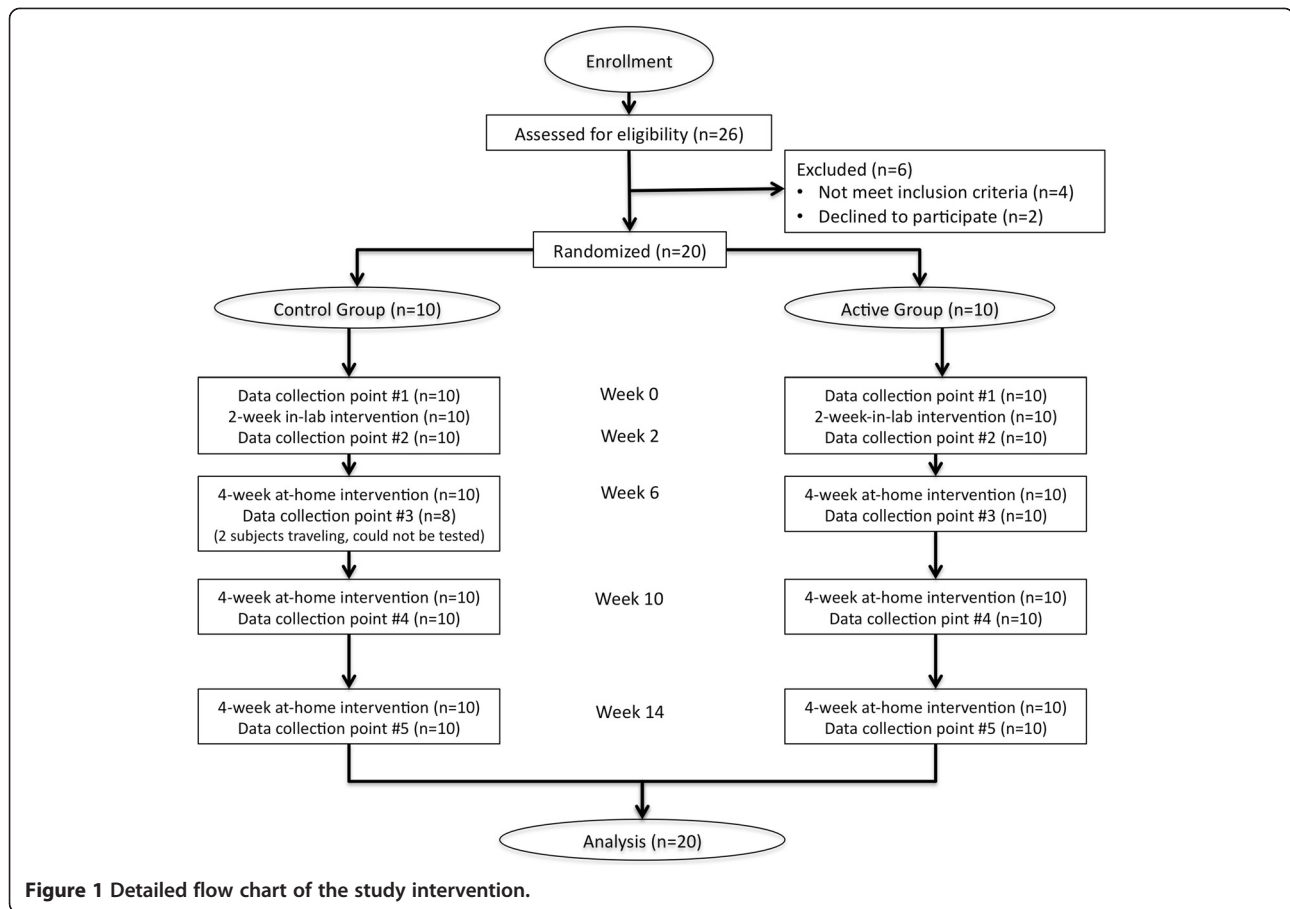 Enrollment
Assessed for eligibility (n=26)
Excluded (n=6)
• Not meet inclusion criteria (n=4)
• Declined to participate (n=2)
Randomized (n=20)
Control Group (n=10)
Active Group (n=10)
Data collection point #1 (n=10)
2-week in-lab intervention (n=10)
Data collection point #2 (n=10)
Week 0
Week 2
Data collection point #1 (n=10)
2-week-in-lab intervention (n=10)
Data collection point #2 (n=10)
4-week at-home intervention (n=10)
Data collection point #3 (n=8)
(2 subjects traveling, could not be tested)
Week 6
4-week at-home intervention (n=10)
Data collection point #3 (n=10)
4-week at-home intervention (n=10)
Data collection point #4 (n=10)
Week 10
4-week at-home intervention (n=10)
Data collection pint #4 (n=10)
4-week at-home intervention (n=10)
Data collection point #5 (n=10)
Week 14
4-week at-home intervention (n=10)
Data collection point #5 (n=10)
Analysis (n=20)
Figure 1 Detailed flow chart of the study intervention.